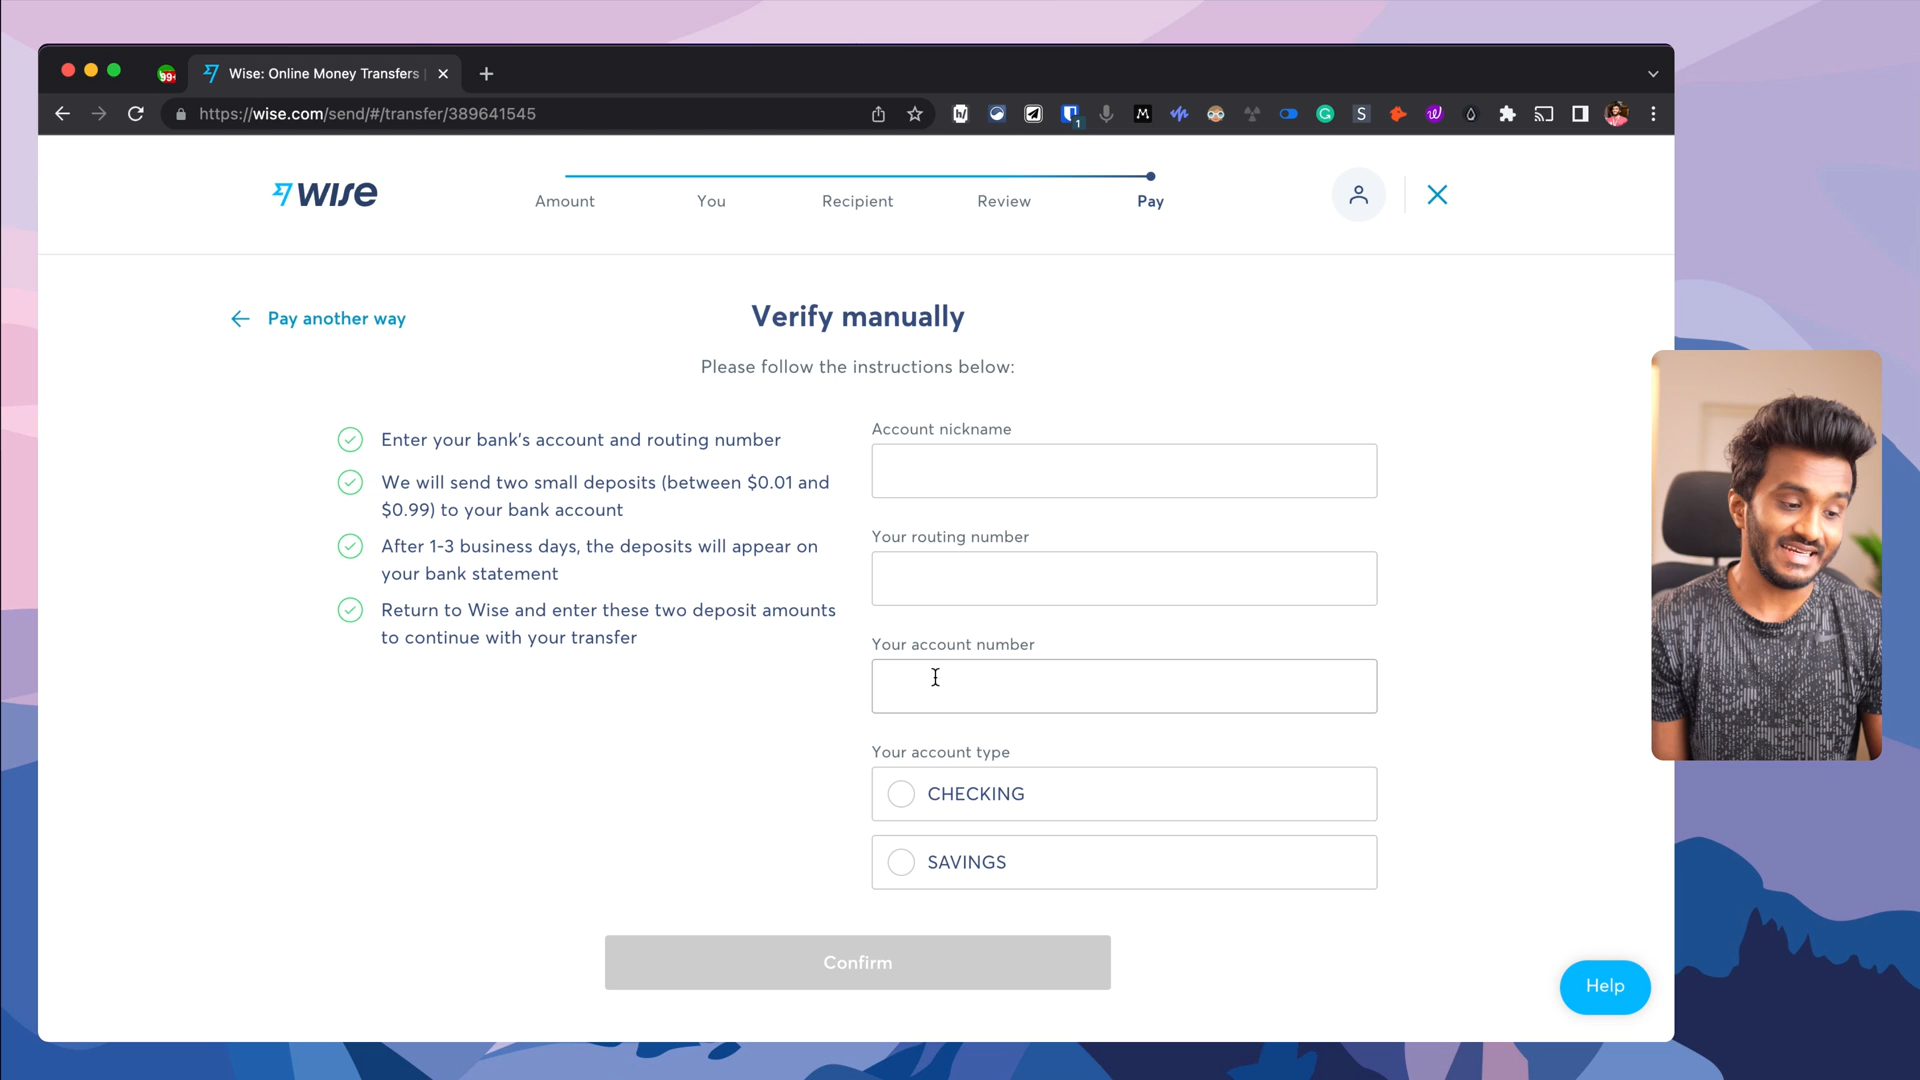 99+
Wise: Online Money Transfers |
https://wise.com/send/#/transfer/389641545
1
M
S
WISE
Amount
You
Recipient
Review
Pay
Pay another way
Verify manually
Please follow the instructions below:
Enter your bank's account and routing number
We will send two small deposits (between $0.01 and
$0.99) to your bank account
After 1-3 business days, the deposits will appear on
your bank statement
Return to Wise and enter these two deposit amounts
to continue with your transfer
Account nickname
Your routing number
Your account number
Your account type
CHECKING
SAVINGS
Confirm
Help